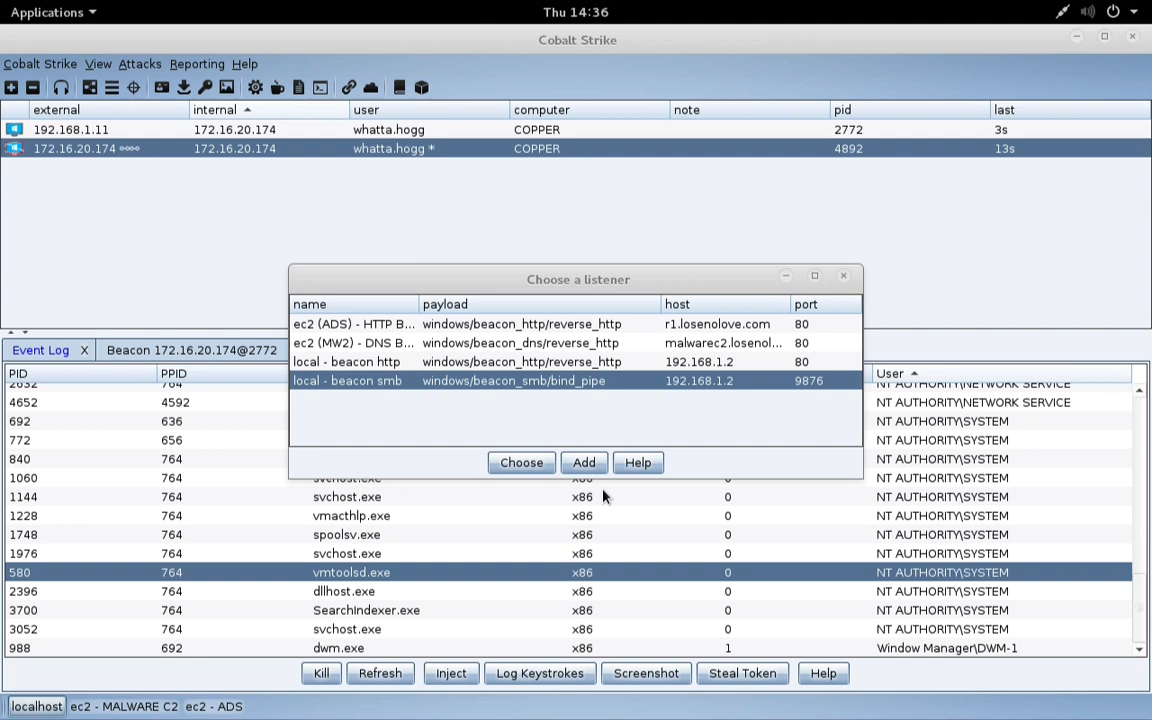 Applications Thu 14:36
Cobalt Strike
Cobalt Strike View Attacks Reporting Help
external internal user computer note pid last
192.168.1.11 172.16.20.174 whatta.hogg COPPER 2772 3s
172.16.20.174 172.16.20.174 whatta.hogg * COPPER 4892 13s
Choose a listener
name payload host port
ec2 (ADS) - HTTP B... windows/beacon_http/reverse_http r1.losenolove.com 80
ec2 (MW2) - DNS B... windows/beacon_dns/reverse_http malwarec2.losenol... 80
local - beacon http windows/beacon_http/reverse_http 192.168.1.2 80
local - beacon smb windows/beacon_smb/bind_pipe 192.168.1.2 9876
Choose Add Help
Event Log X Beacon 172.16.20.174@2772
PID PPID User
2632 764 NT AUTHORITY\NETWORK SERVICE
4652 4592 NT AUTHORITY\NETWORK SERVICE
692 636 NT AUTHORITY\SYSTEM
772 656 NT AUTHORITY\SYSTEM
840 764 NT AUTHORITY\SYSTEM
1060 764 svchost.exe x86 0 NT AUTHORITY\SYSTEM
1144 764 svchost.exe x86 0 NT AUTHORITY\SYSTEM
1228 764 vmacthlp.exe x86 0 NT AUTHORITY\SYSTEM
1748 764 spoolsv.exe x86 0 NT AUTHORITY\SYSTEM
1976 764 svchost.exe x86 0 NT AUTHORITY\SYSTEM
580 764 vmtoolsd.exe x86 0 NT AUTHORITY\SYSTEM
2396 764 dllhost.exe x86 0 NT AUTHORITY\SYSTEM
3700 764 SearchIndexer.exe x86 0 NT AUTHORITY\SYSTEM
3052 764 svchost.exe x86 0 NT AUTHORITY\SYSTEM
988 692 dwm.exe x86 1 Window Manager\DWM-1
Kill Refresh Inject Log Keystrokes Screenshot Steal Token Help
localhost ec2 - MALWARE C2 ec2 - ADS